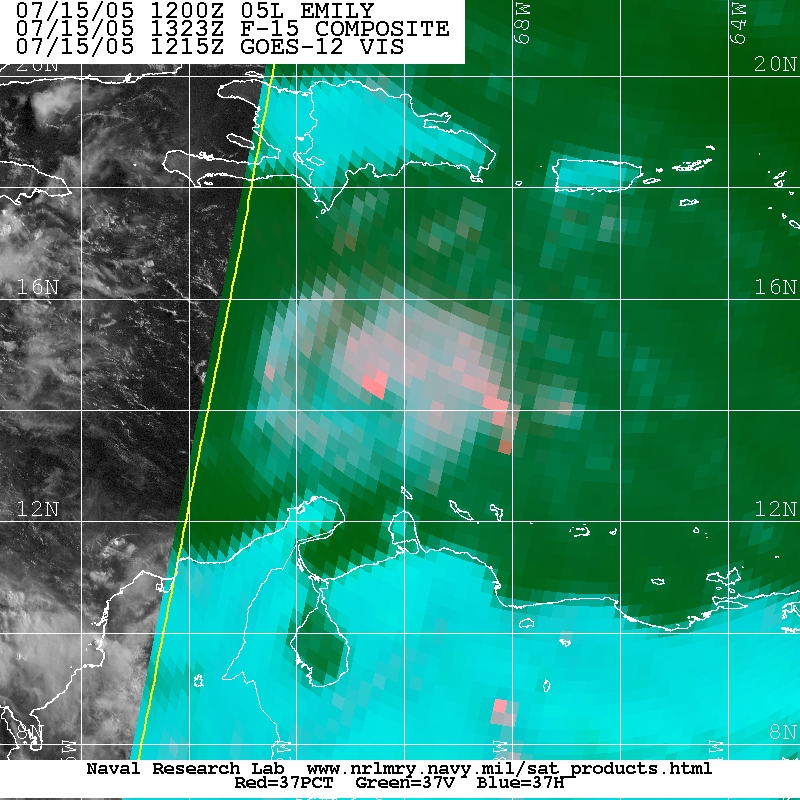 07/15/05 1200Z 05L EMILY
07/15/05 1323Z F-15 COMPOSITE
07/15/05 1215Z GOES-12 VIS
68W 64W
20N 20N
16N 16N
12N 12N
8N 8N
Naval Research Lab www.nrlmry.navy.mil/sat_products.html
Red=37PCT Green=37V Blue=37H